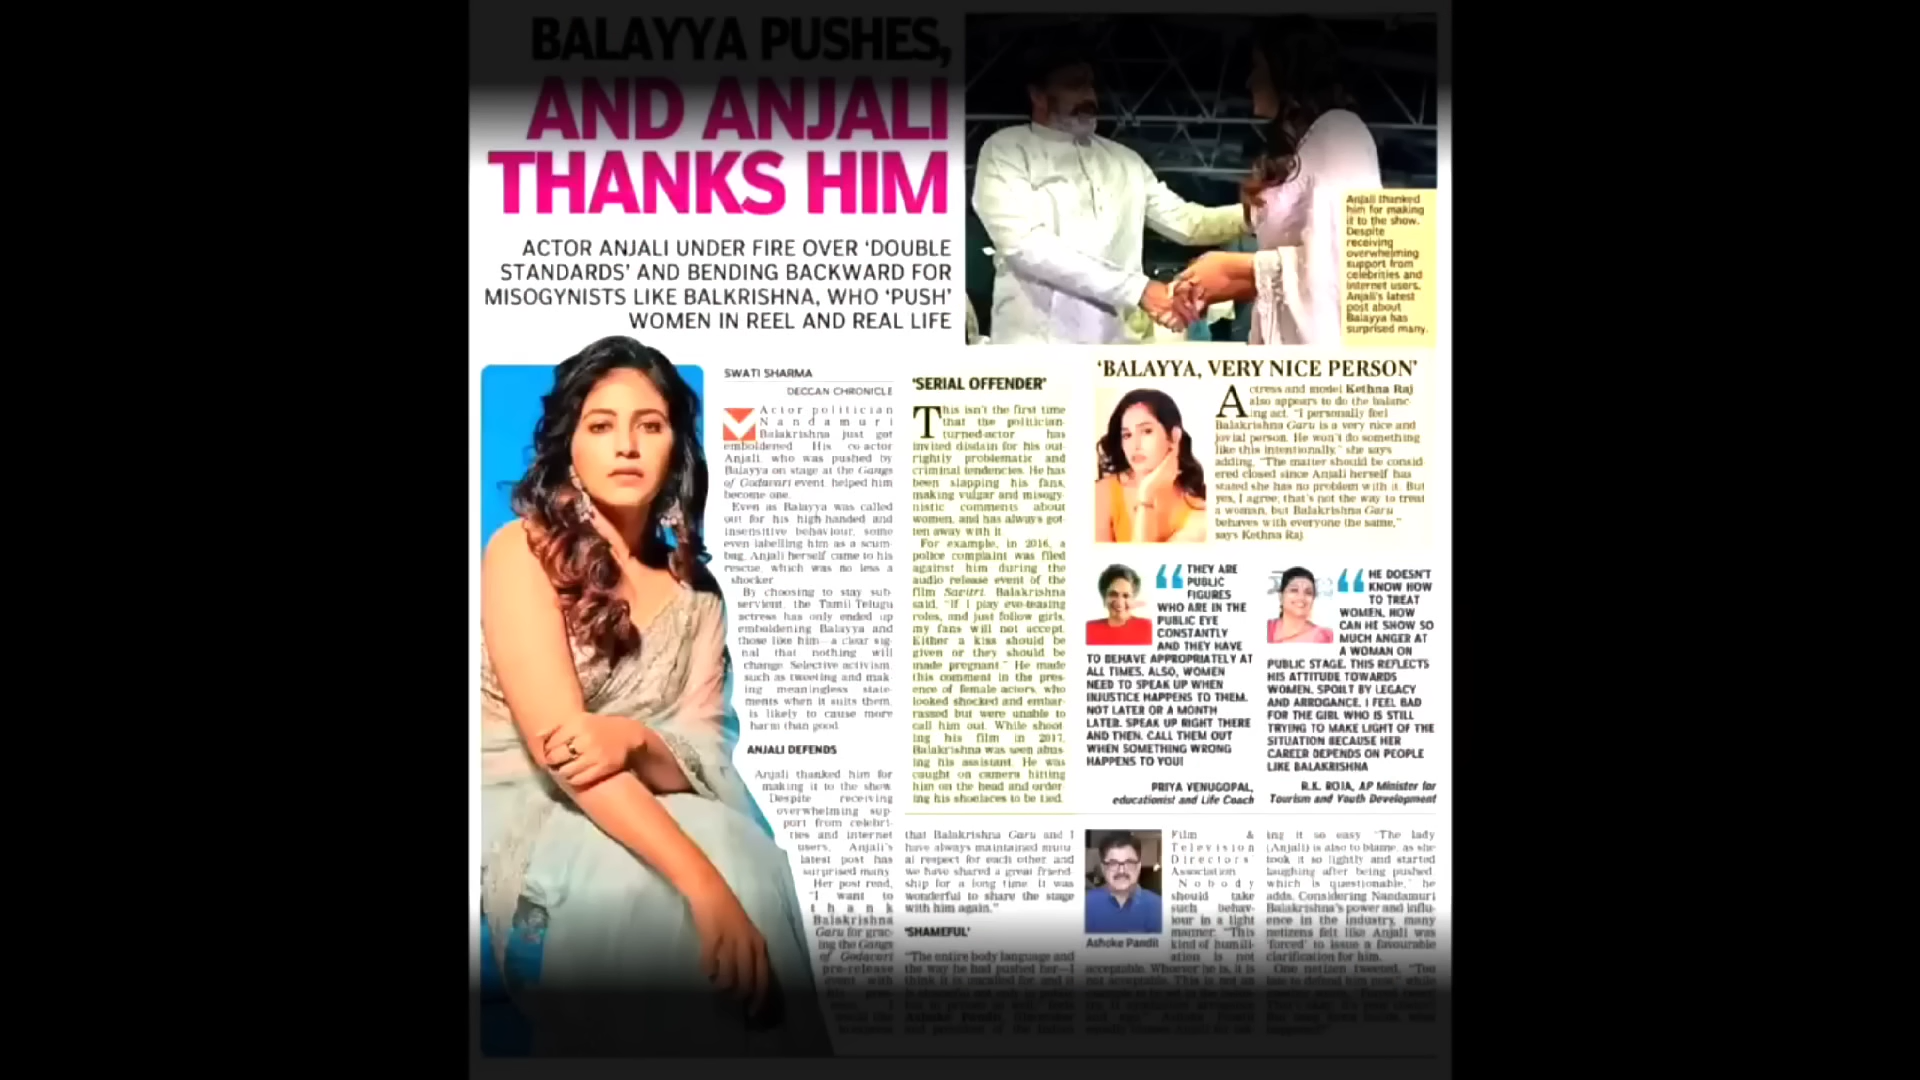 BALAYYA PUSHES,
AND ANJALI
THANKS HIM
ACTOR ANJALI UNDER FIRE OVER ‘DOUBLE
STANDARDS’ AND BENDING BACKWARD FOR
MISOGYNISTS LIKE BALKRISHNA, WHO ‘PUSH’
WOMEN IN REEL AND REAL LIFE
Anjali thanked
him for making
it to the show.
Despite
receiving
overwhelming
support from
celebrities and
internet users,
Anjali's latest
post about
Balayya has
surprised many.
SWATI SHARMA
DECCAN CHRONICLE
Actor politician
Nandamuri
Balakrishna just got
emboldened. His co-actor
Anjali, who was pushed by
Balayya on stage at the Gangs
of Godavari event helped him
become one.
Even as Balayya was called
out for his high handed and
insensitive behaviour, some
even labelling him as a scum-
bag, Anjali herself came to his
rescue, which was no less a
shocker
By choosing to stay sub-
servient, the Tamil Telugu
actress has only ended up
emboldening Balayya and
those like him—a clear sig-
nal that nothing will
change. Selective activism,
such as tweeting and mak-
ing meaningless state-
ments when it suits them,
is likely to cause more
harm than good.
ANJALI DEFENDS
Anjali thanked him for
making it to the show.
Despite receiving
overwhelming sup-
port from celebri-
ties and internet
users, Anjali's
latest post has
surprised many.
Her post read,
"I want to
thank
Balakrishna
Garu for grac-
ing the Gangs
of Godavari
pre-release
event with
‘SERIAL OFFENDER’
This isn't the first time
that the politician-
turned-actor has
invited disdain for his out-
rightly problematic and
criminal tendencies. He has
been slapping his fans,
making vulgar and misogy-
nistic comments about
women, and has always got-
ten away with it.
For example, in 2016, a
police complaint was filed
against him during the
audio release event of the
film Savitri. Balakrishna
said, "If I play eve-teasing
roles, and just follow girls,
my fans will not accept.
Either a kiss should be
given or they should be
made pregnant." He made
this comment in the pres-
ence of female actors, who
looked shocked and embar-
rassed but were unable to
call him out. While shoot-
ing his film in 2017,
Balakrishna was seen abus-
ing his assistant. He was
caught on camera hitting
him on the head and order-
ing his shoelaces to be tied.
‘BALAYYA, VERY NICE PERSON’
Actress and model Kethna Raj
also appears to do the balanc-
ing act. "I personally feel
Balakrishna Garu is a very nice and
jovial person. He won't do something
like this intentionally," she says
adding, "The matter should be consid-
ered closed since Anjali herself has
stated she has no problem with it. But
yes, I agree, that's not the way to treat
a woman, but Balakrishna Garu
behaves with everyone the same,"
says Kethna Raj.
THEY ARE
PUBLIC
FIGURES
WHO ARE IN THE
PUBLIC EYE
CONSTANTLY
AND THEY HAVE
TO BEHAVE APPROPRIATELY AT
ALL TIMES. ALSO, WOMEN
NEED TO SPEAK UP WHEN
INJUSTICE HAPPENS TO THEM.
NOT LATER OR A MONTH
LATER. SPEAK UP RIGHT THERE
AND THEN. CALL THEM OUT
WHEN SOMETHING WRONG
HAPPENS TO YOU!
PRIYA VENUGOPAL,
educationist and Life Coach
HE DOESN'T
KNOW HOW
TO TREAT
WOMEN. HOW
CAN HE SHOW SO
MUCH ANGER AT
A WOMAN ON
PUBLIC STAGE. THIS REFLECTS
HIS ATTITUDE TOWARDS
WOMEN. SPOILT BY LEGACY
AND ARROGANCE. I FEEL BAD
FOR THE GIRL WHO IS STILL
TRYING TO MAKE LIGHT OF THE
SITUATION BECAUSE HER
CAREER DEPENDS ON PEOPLE
LIKE BALAKRISHNA
R.K. ROJA, AP Minister for
Tourism and Youth Development
that Balakrishna Garu and I
have always maintained mutu-
al respect for each other and
we have shared a great friend-
ship for a long time. It was
wonderful to share the stage
with him again."
‘SHAMEFUL’
"The entire body language and
the way he had pushed her—I
think it is uncalled for and it
Ashoke Pandit
Film &
Television
Directors'
Association
Nobody
should take
such behav-
iour in a light
manner. "This
kind of humili-
ation is not
acceptable. Whoever he is, it is
not acceptable. This is not an
ing it so easy. "The lady
(Anjali) is also to blame, as she
took it so lightly and started
laughing after being pushed
which is questionable," he
adds. Considering Nandamuri
Balakrishna's power and influ-
ence in the industry, many
netizens felt like Anjali was
‘forced’ to issue a favourable
clarification for him.
One netizen tweeted, "Too